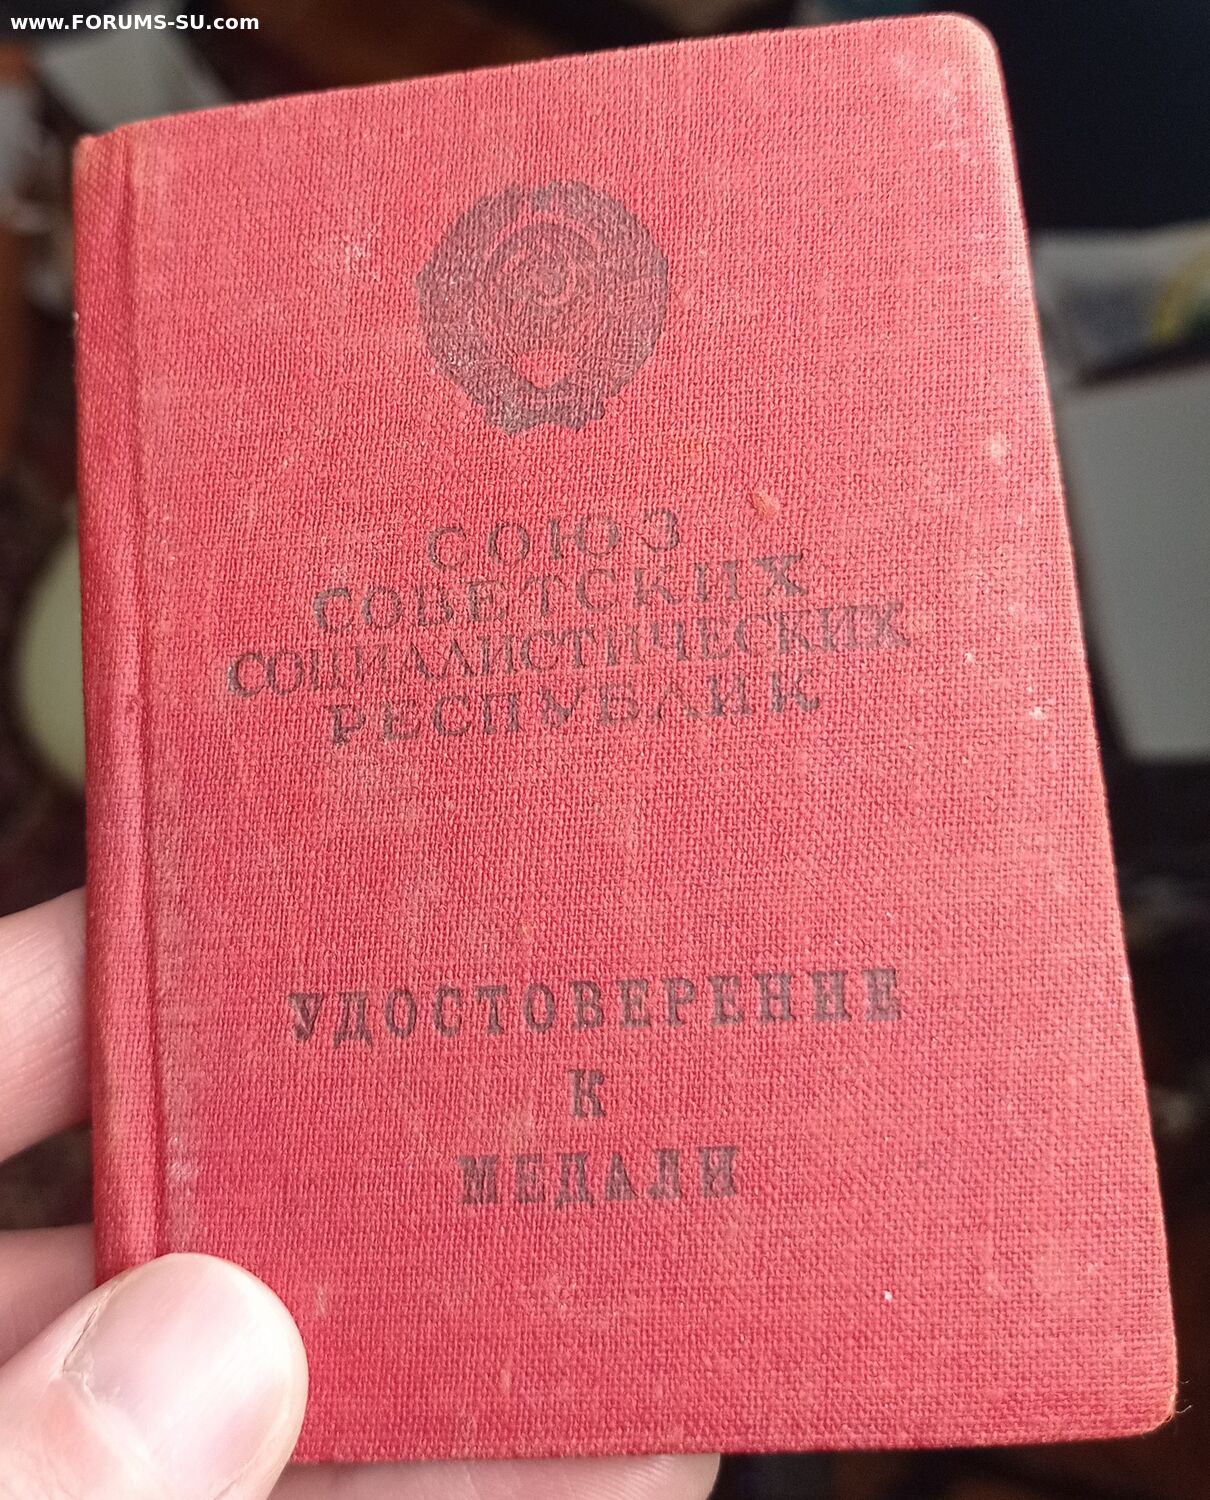 www.FORUMS-SU.com
СОЮЗ
СОВЕТСКИХ
СОЦИАЛИСТИЧЕСКИХ
РЕСПУБЛИК
УДОСТОВЕРЕНИЕ
К
МЕДАЛИ